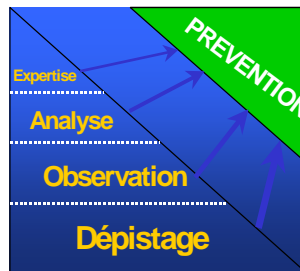 PREVENTION
Expertise
Analyse
Observation
Dépistage